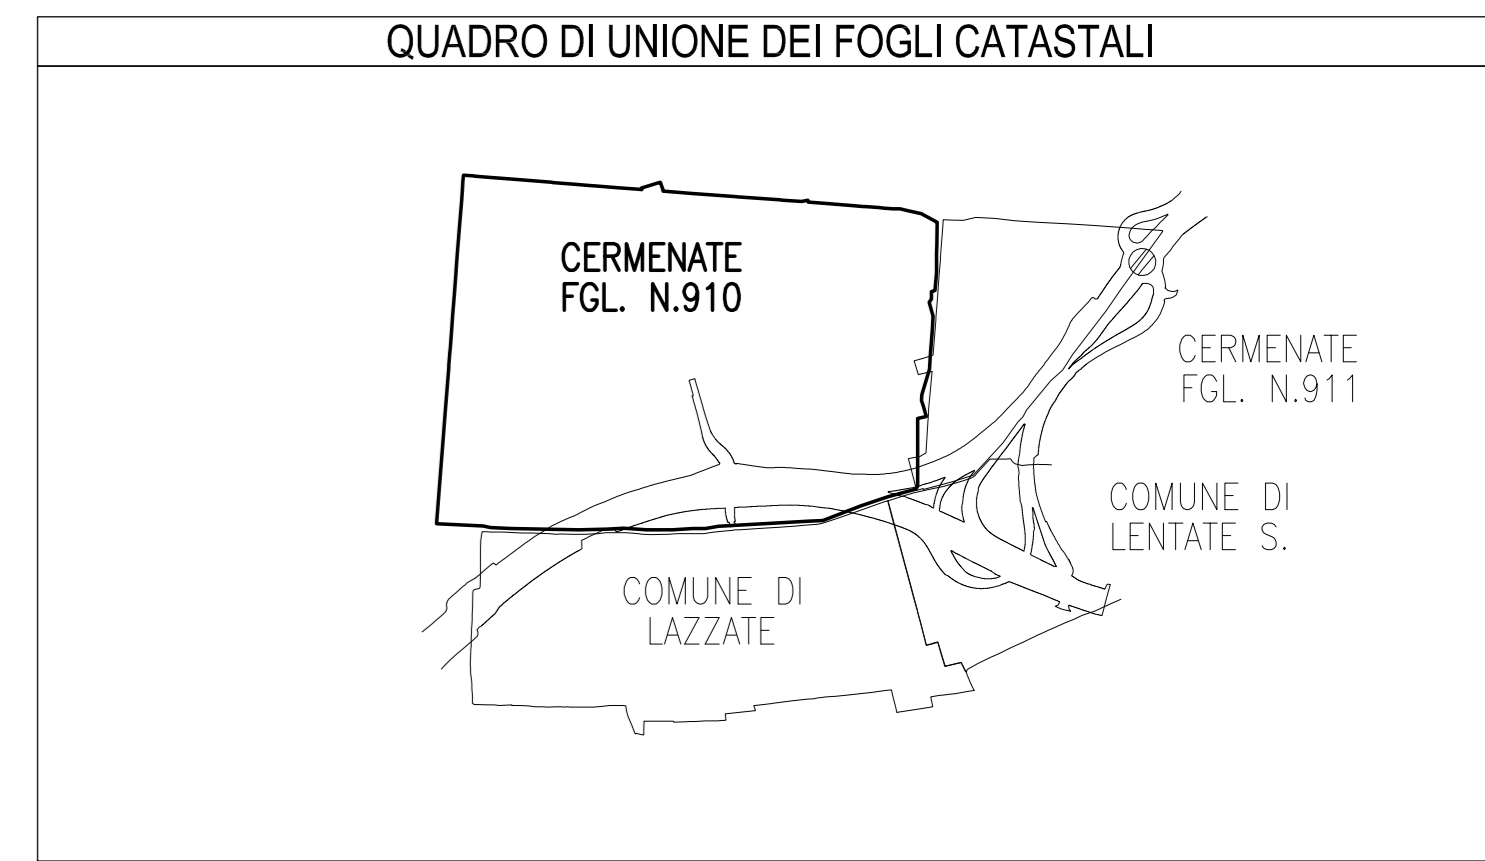 QUADRO DI UNIONE DEI FOGLI CATASTALI
CERMENATE
FGL. N.910
CERMENATE
FGL. N.911
COMUNE DI
LENTATE S.
COMUNE DI
LAZZATE